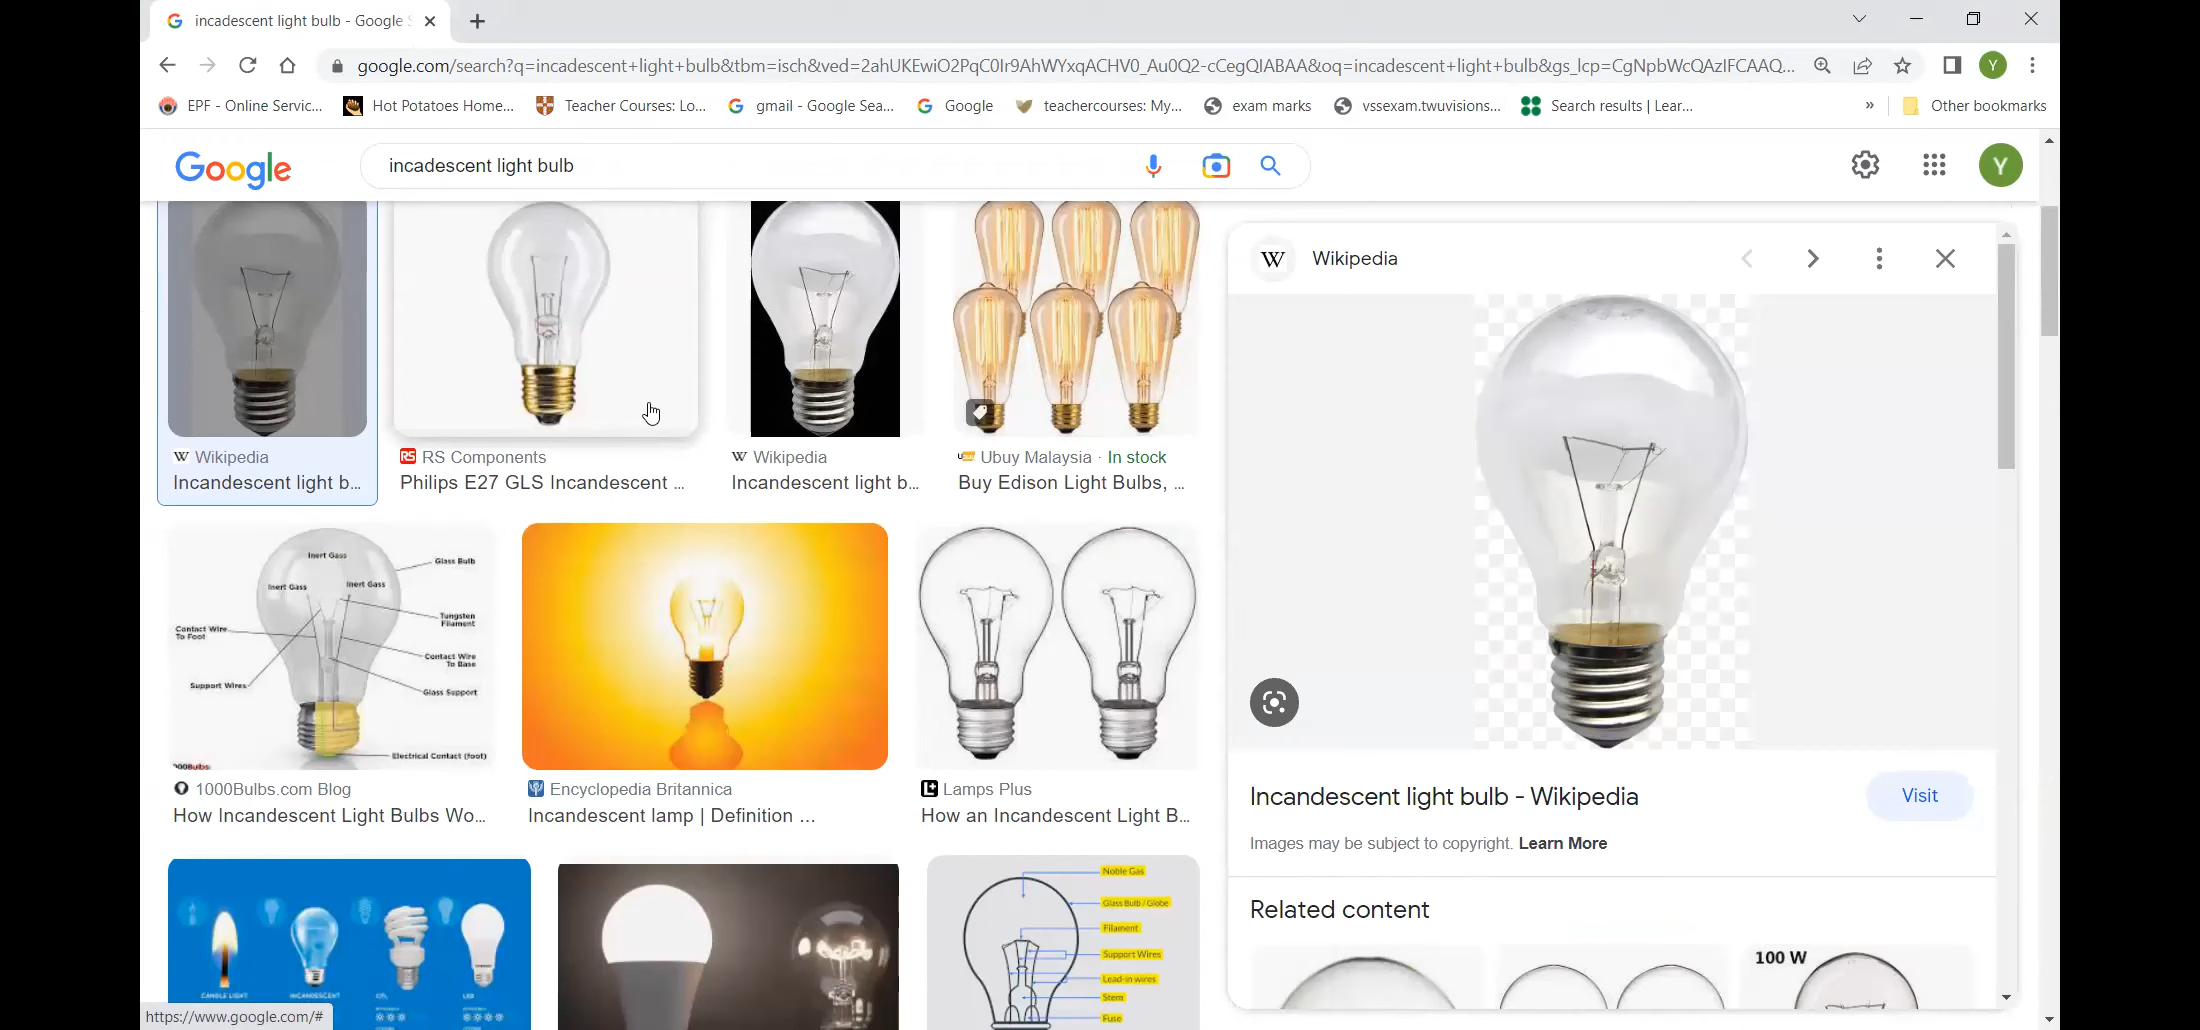 incadescent light bulb - Google S
google.com/search?q=incadescent+light+bulb&tbm=isch&ved=2ahUKEwiO2PqC0Ir9AhWYxqACHV0_Au0Q2-cCegQIABAA&oq=incadescent+light+bulb&gs_lcp=CgNpbWcQAzIFCAAQ...
Y
EPF - Online Servic...
Hot Potatoes Home...
Teacher Courses: Lo...
gmail - Google Sea...
Google
teachercourses: My...
exam marks
vssexam.twuvisions...
Search results | Lear...
»
Other bookmarks
Google
incadescent light bulb
Y
W Wikipedia
Incandescent light b...
RS RS Components
Philips E27 GLS Incandescent ...
W Wikipedia
Incandescent light b...
Ubuy Malaysia · In stock
Buy Edison Light Bulbs, ...
W Wikipedia
Inert Gass
Glass Bulb
Inert Gass
Inert Gass
Tungsten
Filament
Contact Wire
To Foot
Contact Wire
To Base
Support Wires
Glass Support
Electrical Contact (foot)
000Bulbs
1000Bulbs.com Blog
How Incandescent Light Bulbs Wo...
Encyclopedia Britannica
Incandescent lamp | Definition ...
Lamps Plus
How an Incandescent Light B...
Incandescent light bulb - Wikipedia
Visit
Images may be subject to copyright. Learn More
Related content
100 W
CANDLE LIGHT
INCANDESCENT
CFL
LED
Noble Gas
Glass Bulb / Globe
Filament
Support Wires
Lead-in wires
Stem
Fuse
https://www.google.com/#